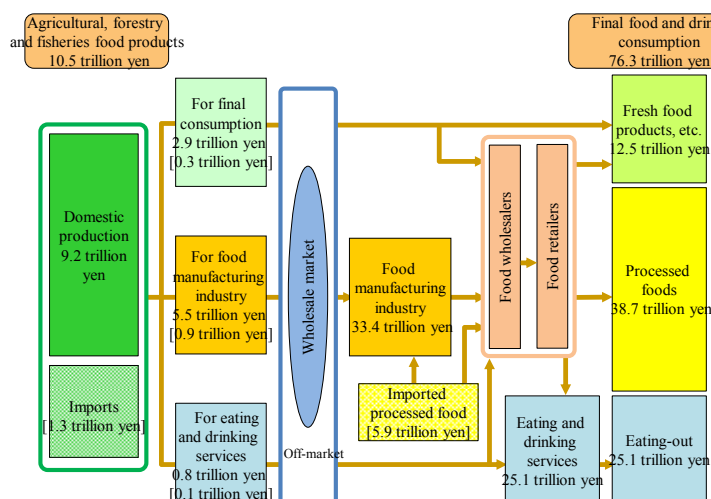 Agricultural, forestry
and fisheries food products
10.5 trillion yen
Final food and drin
consumption
76.3 trillion yen
For final
consumption
2.9 trillion yen
[0.3 trillion yen]
Fresh food
products, etc.
12.5 trillion yen
Domestic
production
9.2 trillion
yen
For food
manufacturing
industry
5.5 trillion yen
[0.9 trillion yen]
Wholesale market
Food
manufacturing
industry
33.4 trillion yen
Food wholesalers
Food retailers
Processed
foods
38.7 trillion yen
Imports
[1.3 trillion yen]
Imported
processed food
[5.9 trillion yen]
For eating
and drinking
services
0.8 trillion yen
[0.1 trillion yen]
Off-market
Eating and
drinking
services
25.1 trillion yen
Eating-out
25.1 trillion yen